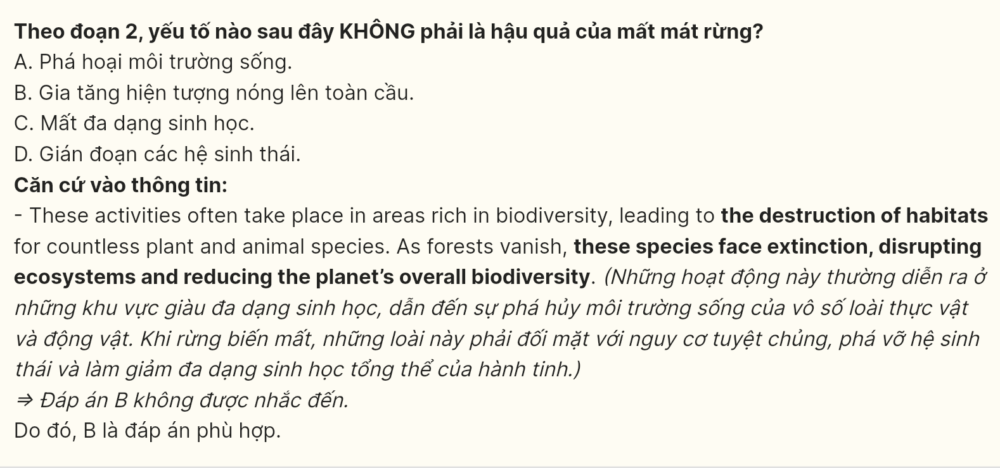 Theo đoạn 2, yếu tố nào sau đây KHÔNG phải là hậu quả của mất mát rừng?
A. Phá hoại môi trường sống.
B. Gia tăng hiện tượng nóng lên toàn cầu.
C. Mất đa dạng sinh học.
D. Gián đoạn các hệ sinh thái.
Căn cứ vào thông tin:
- These activities often take place in areas rich in biodiversity, leading to the destruction of habitats
for countless plant and animal species. As forests vanish, these species face extinction, disrupting
ecosystems and reducing the planet’s overall biodiversity. (Những hoạt động này thường diễn ra ở
những khu vực giàu đa dạng sinh học, dẫn đến sự phá hủy môi trường sống của vô số loài thực vật
và động vật. Khi rừng biến mất, những loài này phải đối mặt với nguy cơ tuyệt chủng, phá vỡ hệ sinh
thái và làm giảm đa dạng sinh học tổng thể của hành tinh.)
⇒ Đáp án B không được nhắc đến.
Do đó, B là đáp án phù hợp.